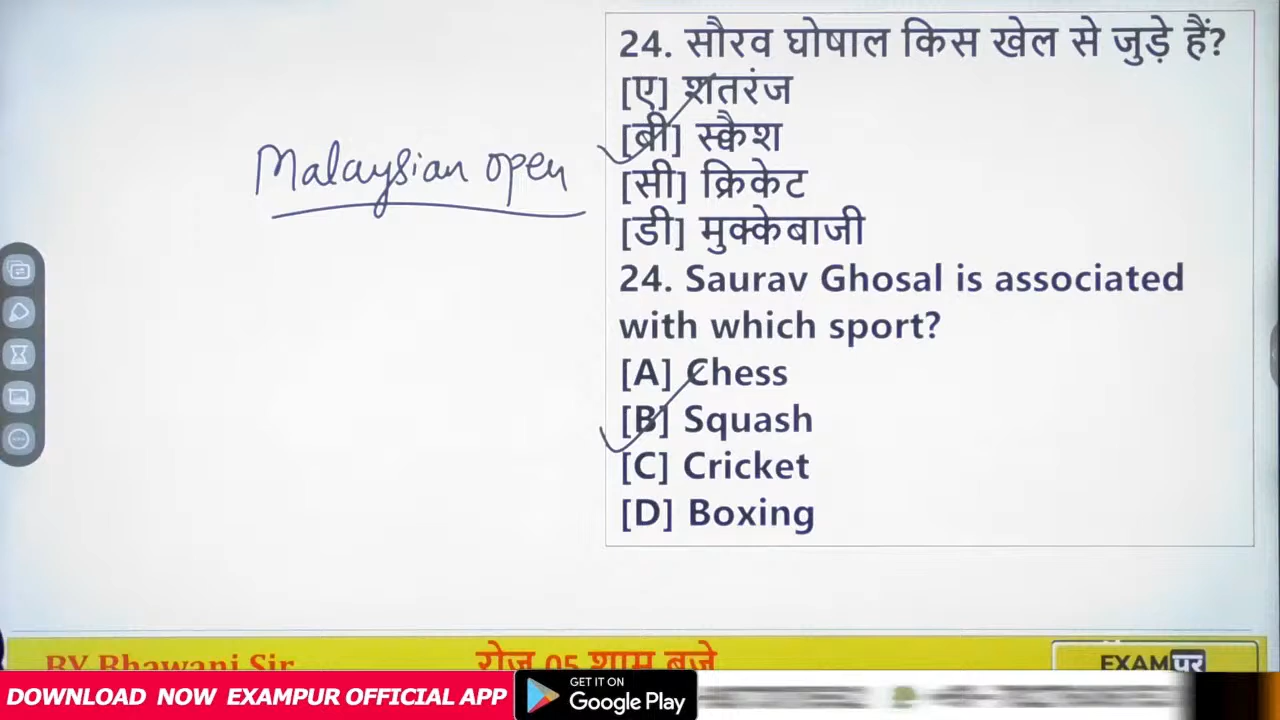 24. सौरव घोषाल किस खेल से जुड़े हैं?
[ए] शतरंज
[बी] स्क्वैश
[सी] क्रिकेट
[डी] मुक्केबाजी
Malaysian open
24. Saurav Ghosal is associated
with which sport?
[A] Chess
[B] Squash
[C] Cricket
[D] Boxing
BY Bhawani Sir
रोज 05 शाम बजे
EXAMपुर
DOWNLOAD NOW EXAMPUR OFFICIAL APP
GET IT ON
Google Play